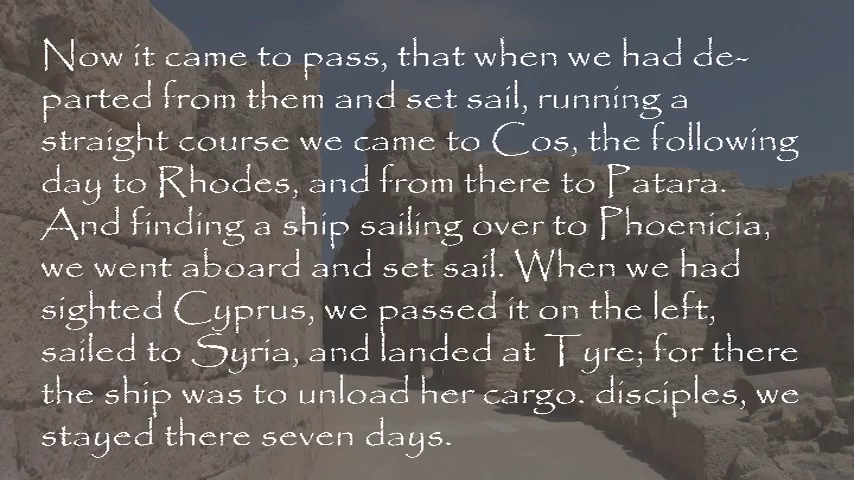 Now it came to pass, that when we had de-
parted from them and set sail, running a
straight course we came to Cos, the following
day to Rhodes, and from there to Patara.
And finding a ship sailing over to Phoenicia,
we went aboard and set sail. When we had
sighted Cyprus, we passed it on the left,
sailed to Syria, and landed at Tyre; for there
the ship was to unload her cargo. disciples, we
stayed there seven days.